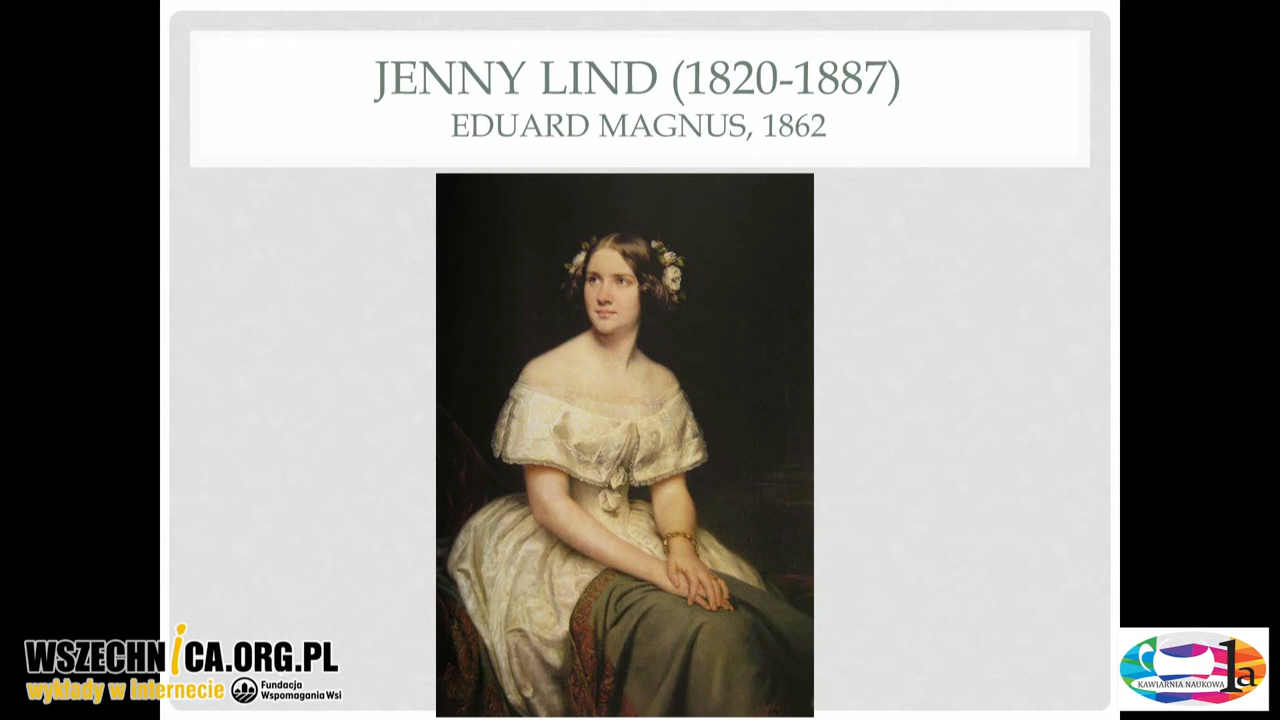 JENNY LIND (1820-1887)
EDUARD MAGNUS, 1862
WSZECHNiCA.ORG.PL
wykłady w internecie
Fundacja
Wspomagania Wsi
KAWIARNIA NAUKOWA 1a